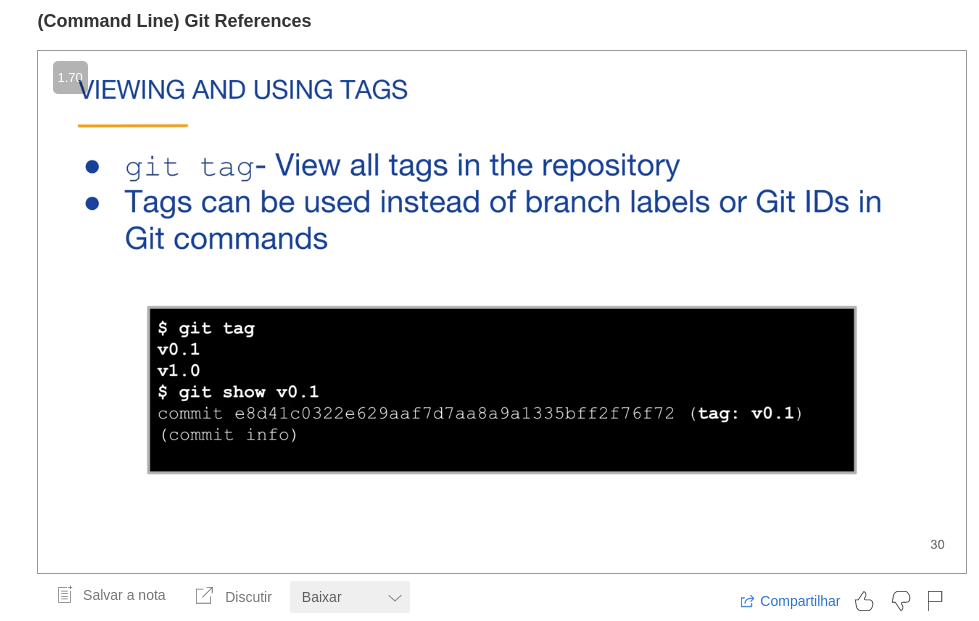 (Command Line) Git References
1.70
VIEWING AND USING TAGS
● git tag- View all tags in the repository
● Tags can be used instead of branch labels or Git IDs in
Git commands
$ git tag
v0.1
v1.0
$ git show v0.1
commit e8d41c0322e629aaf7d7aa8a9a1335bff2f76f72 (tag: v0.1)
(commit info)
30
Salvar a nota Discutir Baixar Compartilhar